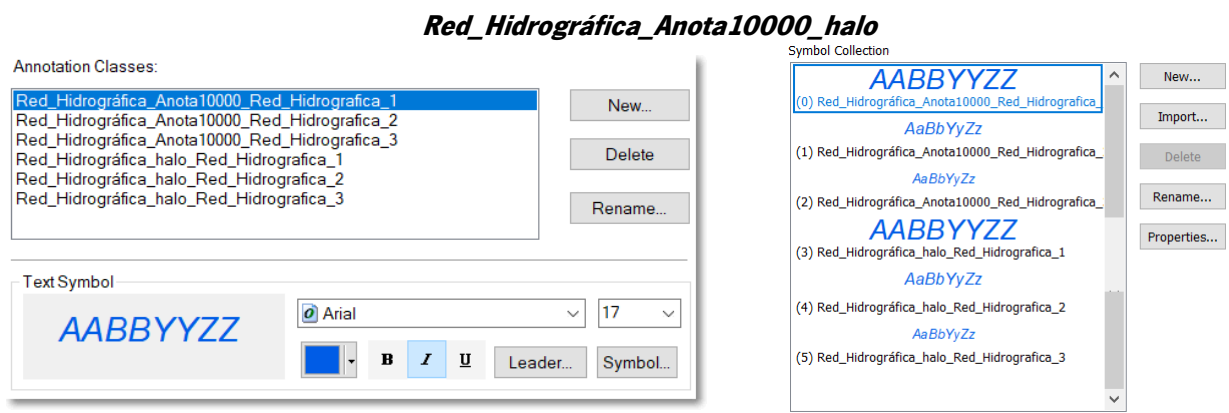 Red_Hidrográfica_Anota10000_halo
Annotation Classes:
Red_Hidrográfica_Anota10000_Red_Hidrografica_1
Red_Hidrográfica_Anota10000_Red_Hidrografica_2
Red_Hidrográfica_Anota10000_Red_Hidrografica_3
Red_Hidrográfica_halo_Red_Hidrografica_1
Red_Hidrográfica_halo_Red_Hidrografica_2
Red_Hidrográfica_halo_Red_Hidrografica_3
New...
Delete
Rename...
Text Symbol
AABBYYZZ
Arial
17
B I U
Leader...
Symbol...
Symbol Collection
AABBYYZZ
(0) Red_Hidrográfica_Anota10000_Red_Hidrografica_
AaBbYyZz
(1) Red_Hidrográfica_Anota10000_Red_Hidrografica_
AaBbYyZz
(2) Red_Hidrográfica_Anota10000_Red_Hidrografica_
AABBYYZZ
(3) Red_Hidrográfica_halo_Red_Hidrografica_1
AaBbYyZz
(4) Red_Hidrográfica_halo_Red_Hidrografica_2
AaBbYyZz
(5) Red_Hidrográfica_halo_Red_Hidrografica_3
New...
Import...
Delete
Rename...
Properties...